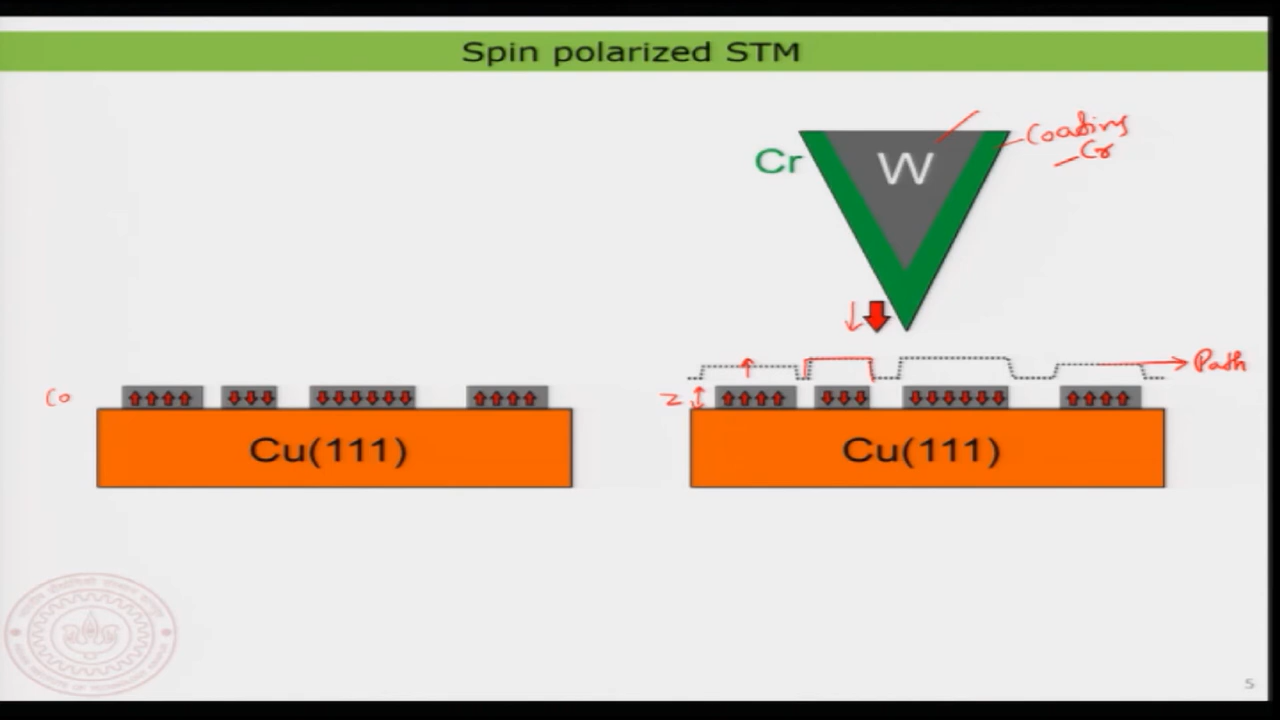 Spin polarized STM
Coating
Cr
Cr
W
Path
Co
Z
Cu(111)
Cu(111)
5